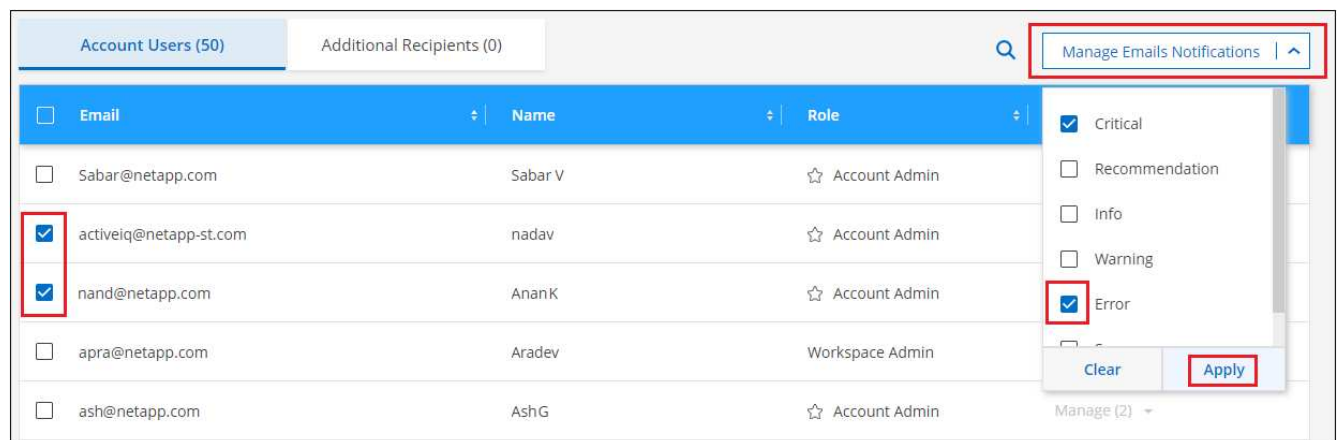 Account Users (50) Additional Recipients (0) Manage Emails Notifications
Email Name Role
Critical
Sabar@netapp.com Sabar V Account Admin Recommendation
Info
activeiq@netapp-st.com nadav Account Admin
Warning
nand@netapp.com AnanK Account Admin
Error
apra@netapp.com Aradev Workspace Admin
Clear Apply
ash@netapp.com AshG Account Admin Manage (2)